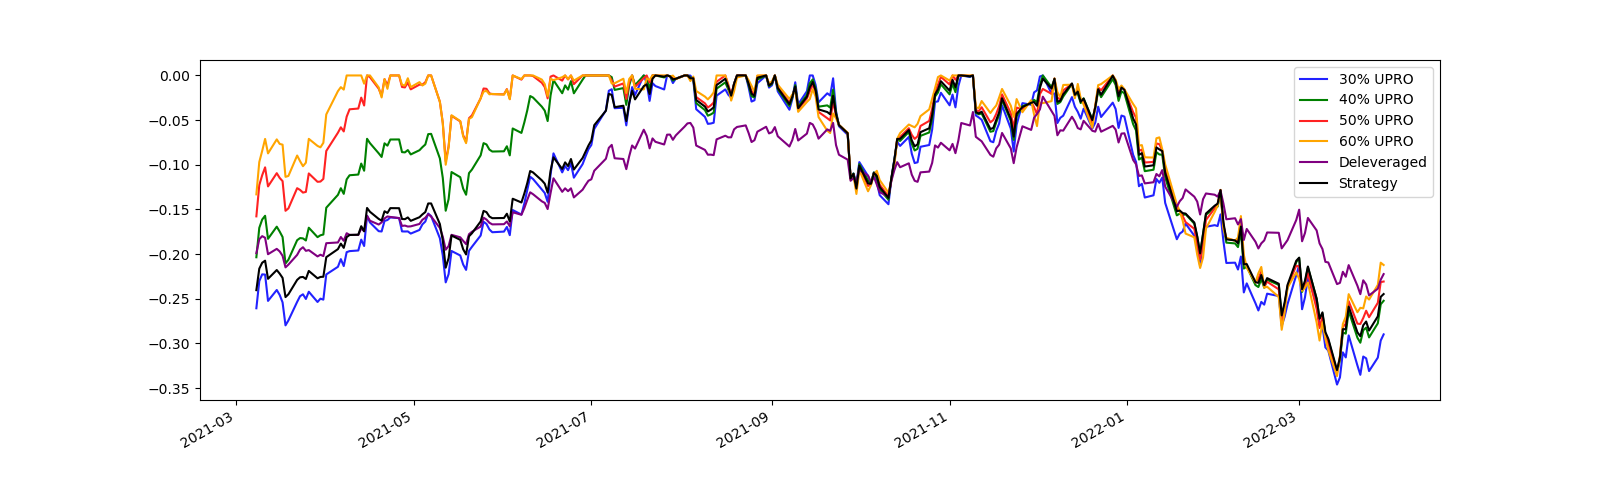 0.00
−0.05
−0.10
−0.15
−0.20
−0.25
−0.30
−0.35
2021-03
2021-05
2021-07
2021-09
2021-11
2022-01
2022-03
30% UPRO
40% UPRO
50% UPRO
60% UPRO
Deleveraged
Strategy